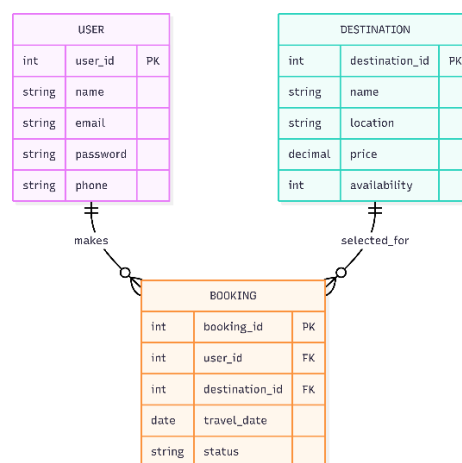 USER
int user_id PK
string name
string email
string password
string phone
DESTINATION
int destination_id PK
string name
string location
decimal price
int availability
makes
selected_for
BOOKING
int booking_id PK
int user_id FK
int destination_id FK
date travel_date
string status